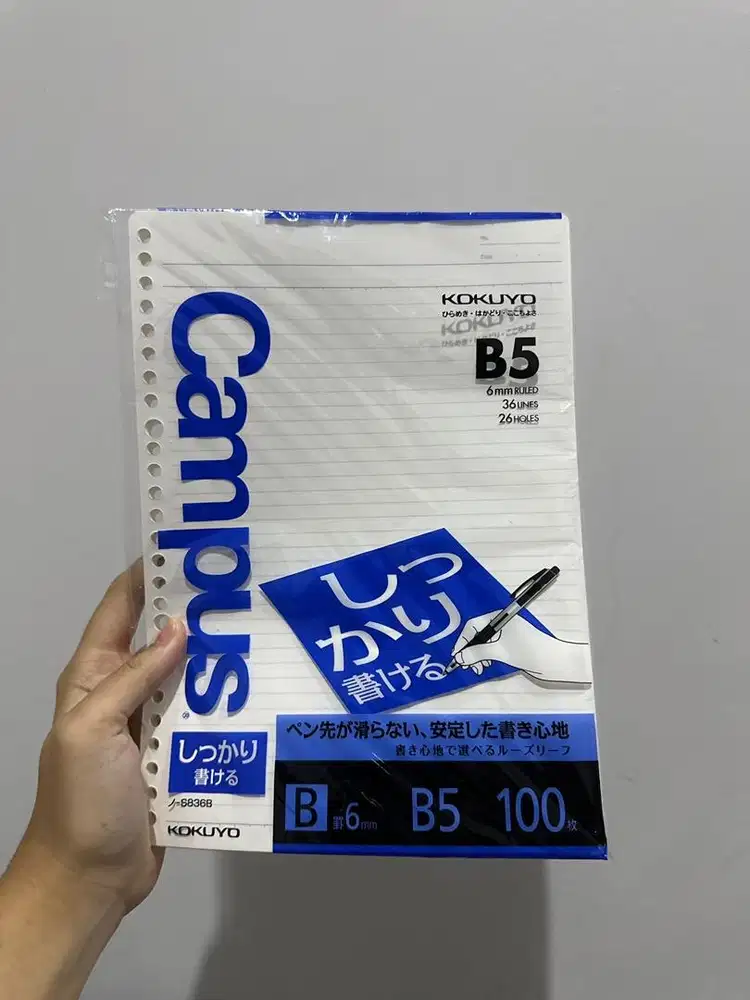 KOKUYO
ひらめき・はかどり・ここちよさ
B5
6mm RULED
36 LINES
26 HOLES
Campus
しっ
かり
書ける
ペン先が滑らない、安定した書き心地
書き心地で選べるルーズリーフ
しっかり
書ける
ノ-S836B
KOKUYO
B 罫6mm B5 100枚